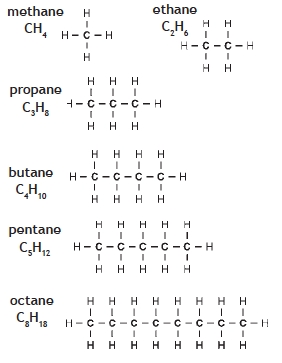 methane
CH₄
H
H-C-H
H
ethane
C₂H₆
H H
H-C-C-H
H H
propane
C₃H₈
H H H
H-C-C-C-H
H H H
butane
C₄H₁₀
H H H H
H-C-C-C-C-H
H H H H
pentane
C₅H₁₂
H H H H H
H-C-C-C-C-C-H
H H H H H
octane
C₈H₁₈
H H H H H H H H
H-C-C-C-C-C-C-C-C-H
H H H H H H H H